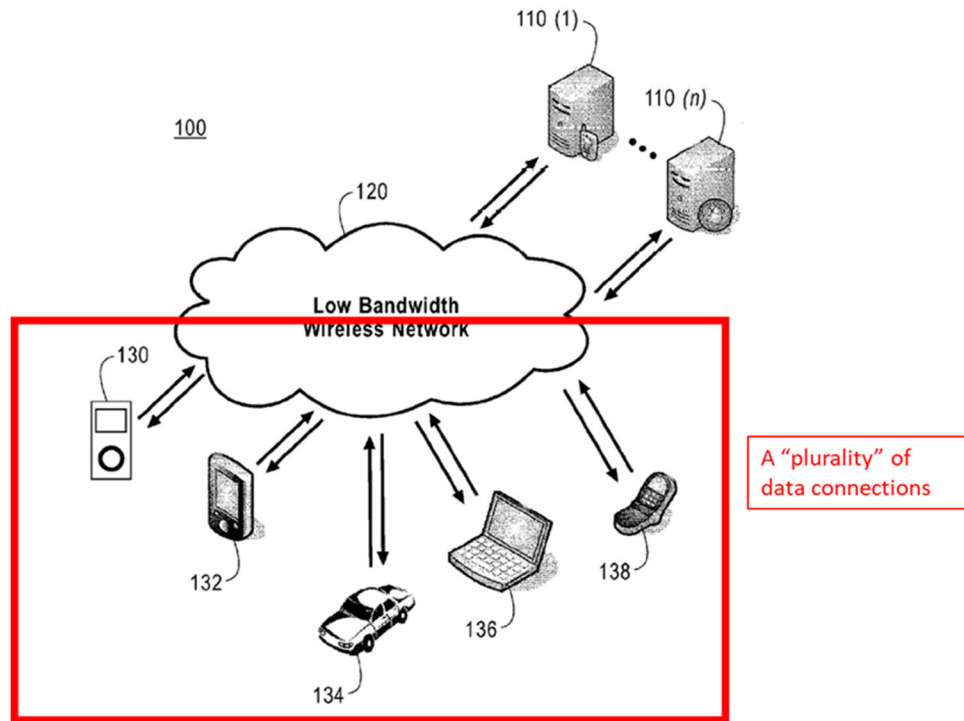 110 (1)
110 (n)
100
120
Low Bandwidth
Wireless Network
130
132
134
136
138
A “plurality” of
data connections